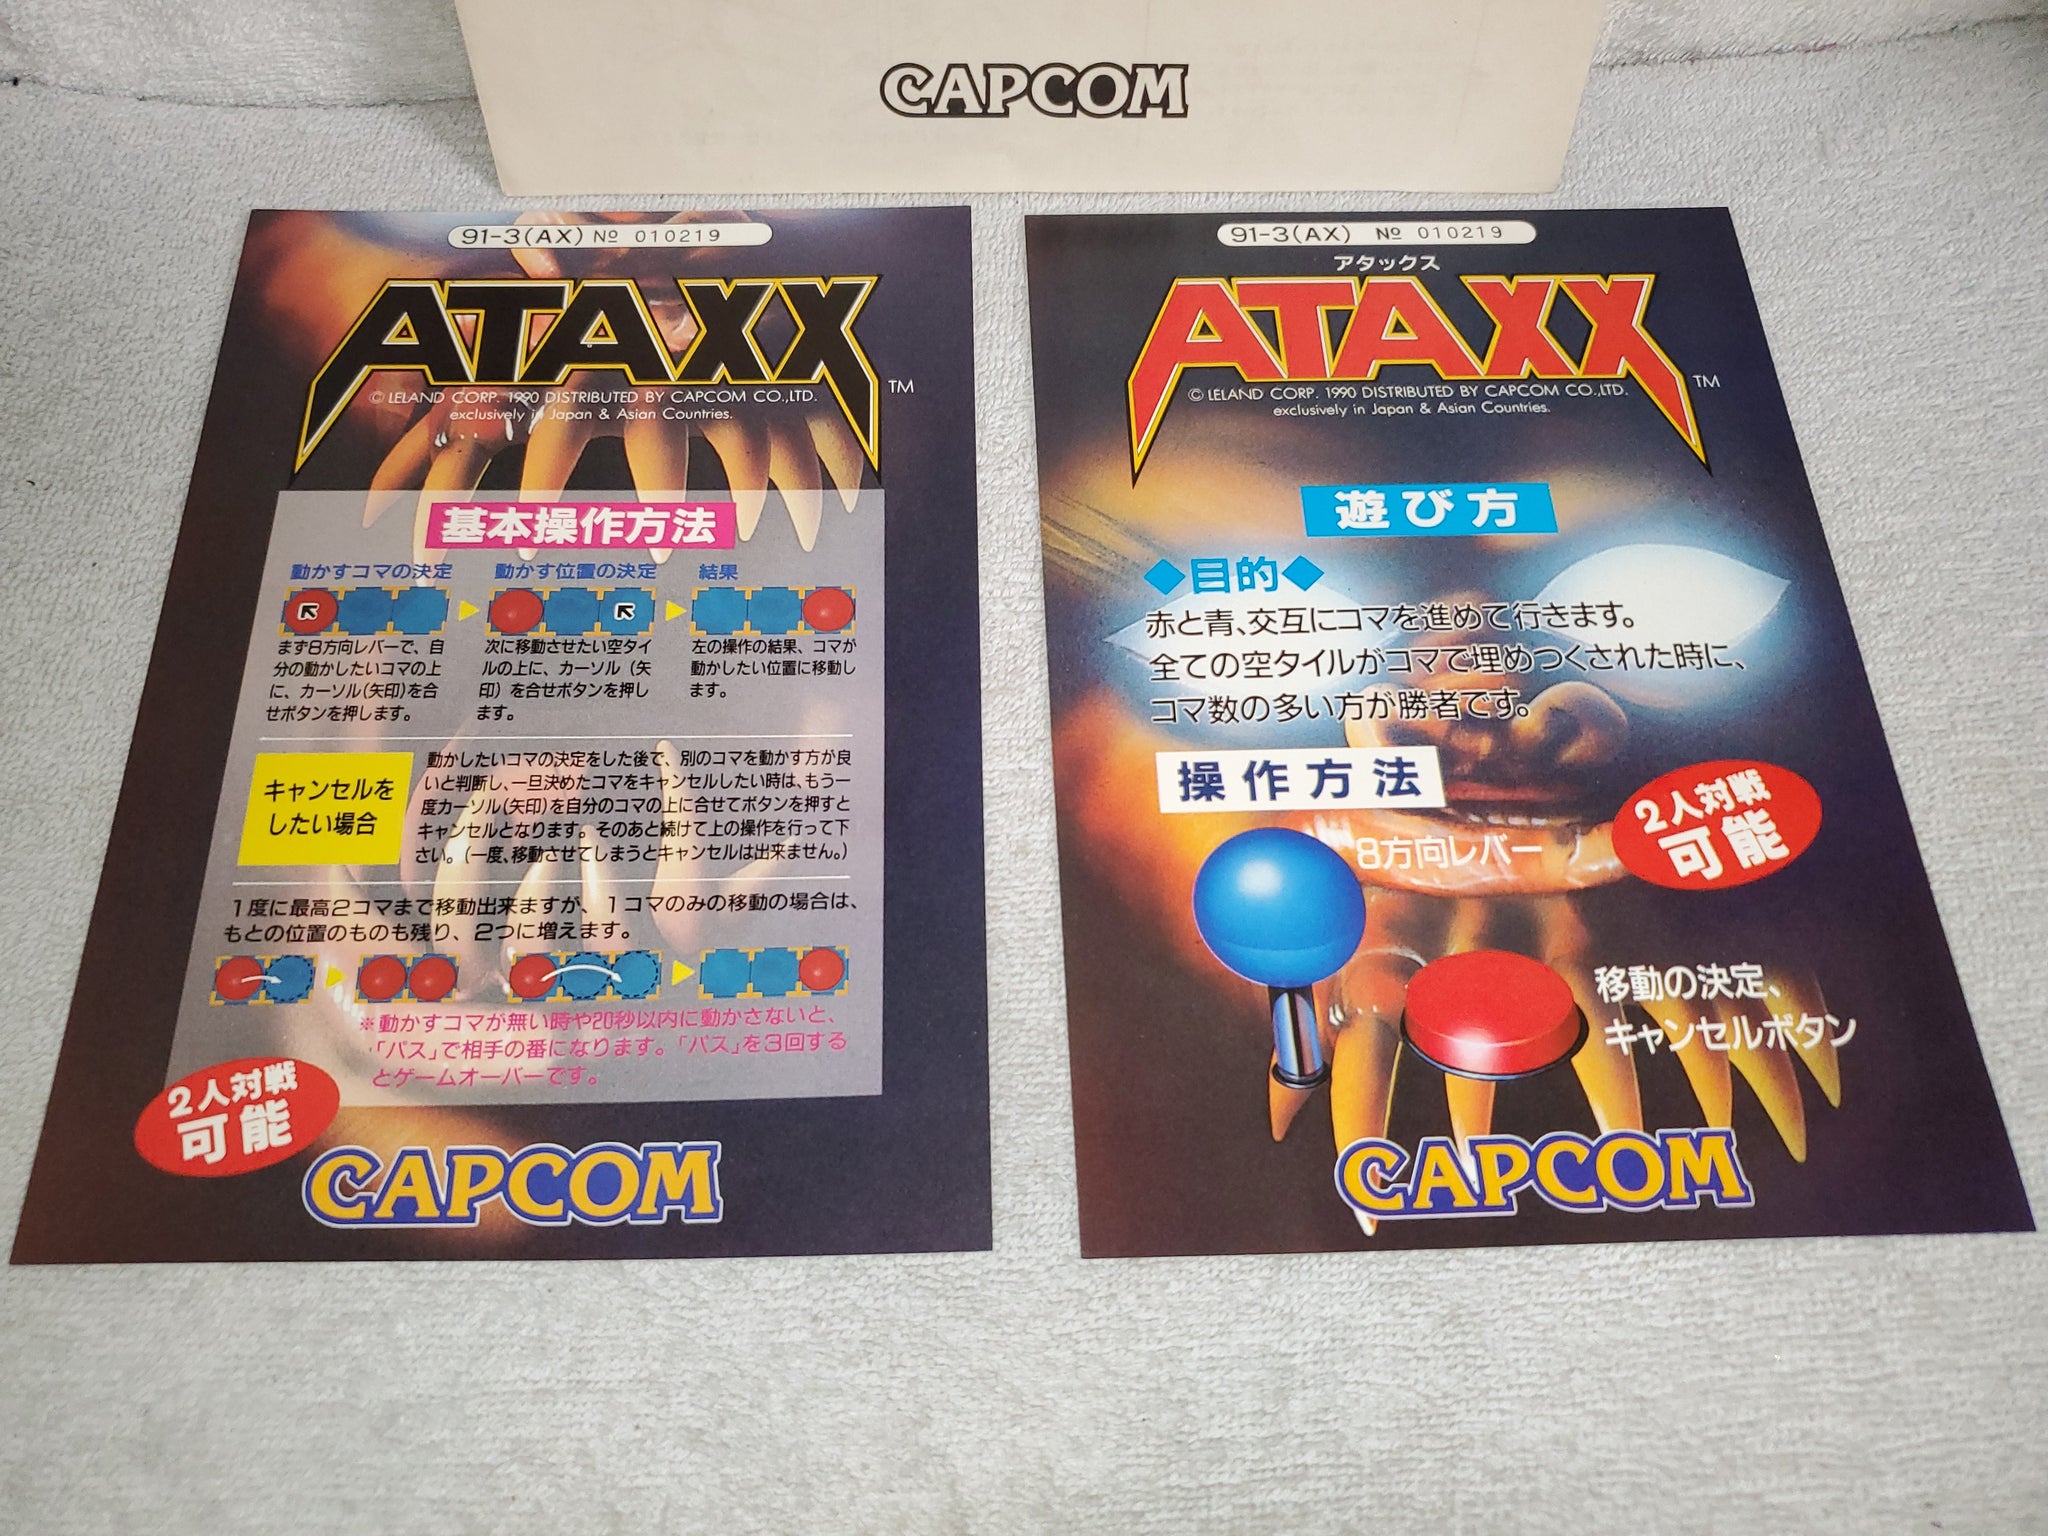 CAPCOM
91-3(AX) № 010219
ATAXX™
© LELAND CORP. 1990 DISTRIBUTED BY CAPCOM CO.,LTD.
exclusively in Japan & Asian Countries.
基本操作方法
動かすコマの決定
まず8方向レバーで、自
分の動かしたいコマの上
に、カーソル(矢印)を合
せボタンを押します。
動かす位置の決定
次に移動させたい空タイ
ルの上に、カーソル(矢
印)を合せボタンを押し
ます。
結果
左の操作の結果、コマが
動かしたい位置に移動し
ます。
キャンセルを
したい場合
動かしたいコマの決定をした後で、別のコマを動かす方が良
いと判断し、一旦決めたコマをキャンセルしたい時は、もう一
度カーソル(矢印)を自分のコマの上に合せてボタンを押すと
キャンセルとなります。そのあと続けて上の操作を行って下
さい。(一度、移動させてしまうとキャンセルは出来ません。)
1度に最高2コマまで移動出来ますが、1コマのみの移動の場合は、
もとの位置のものも残り、2つに増えます。
※動かすコマが無い時や20秒以内に動かさないと、
「パス」で相手の番になります。「パス」を3回する
とゲームオーバーです。
2人対戦
可能
CAPCOM
91-3(AX) № 010219
アタックス
ATAXX™
© LELAND CORP. 1990 DISTRIBUTED BY CAPCOM CO.,LTD.
exclusively in Japan & Asian Countries.
遊び方
◆目的◆
赤と青、交互にコマを進めて行きます。
全ての空タイルがコマで埋めつくされた時に、
コマ数の多い方が勝者です。
操作方法
8方向レバー
2人対戦
可能
移動の決定、
キャンセルボタン
CAPCOM